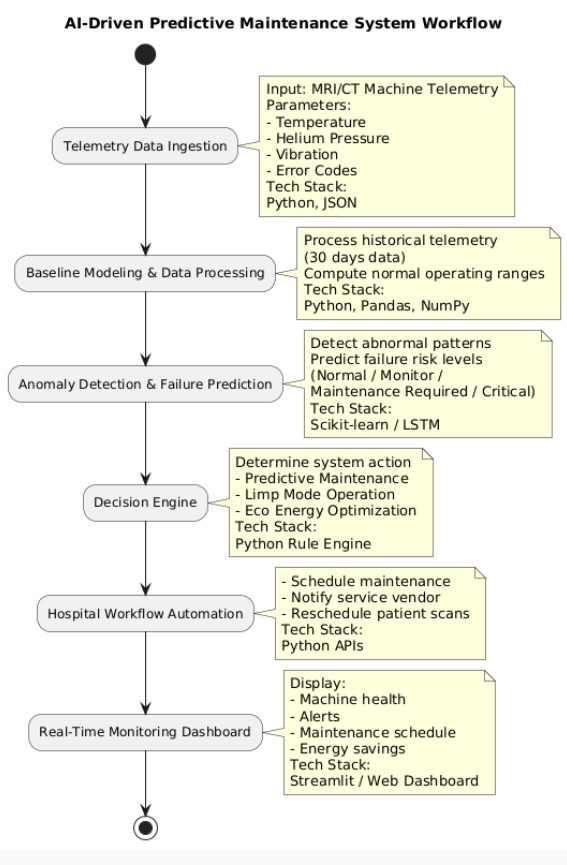 AI-Driven Predictive Maintenance System Workflow
Telemetry Data Ingestion
Input: MRI/CT Machine Telemetry
Parameters:
- Temperature
- Helium Pressure
- Vibration
- Error Codes
Tech Stack:
Python, JSON
Baseline Modeling & Data Processing
Process historical telemetry
(30 days data)
Compute normal operating ranges
Tech Stack:
Python, Pandas, NumPy
Anomaly Detection & Failure Prediction
Detect abnormal patterns
Predict failure risk levels
(Normal / Monitor /
Maintenance Required / Critical)
Tech Stack:
Scikit-learn / LSTM
Decision Engine
Determine system action
- Predictive Maintenance
- Limp Mode Operation
- Eco Energy Optimization
Tech Stack:
Python Rule Engine
Hospital Workflow Automation
- Schedule maintenance
- Notify service vendor
- Reschedule patient scans
Tech Stack:
Python APIs
Real-Time Monitoring Dashboard
Display:
- Machine health
- Alerts
- Maintenance schedule
- Energy savings
Tech Stack:
Streamlit / Web Dashboard